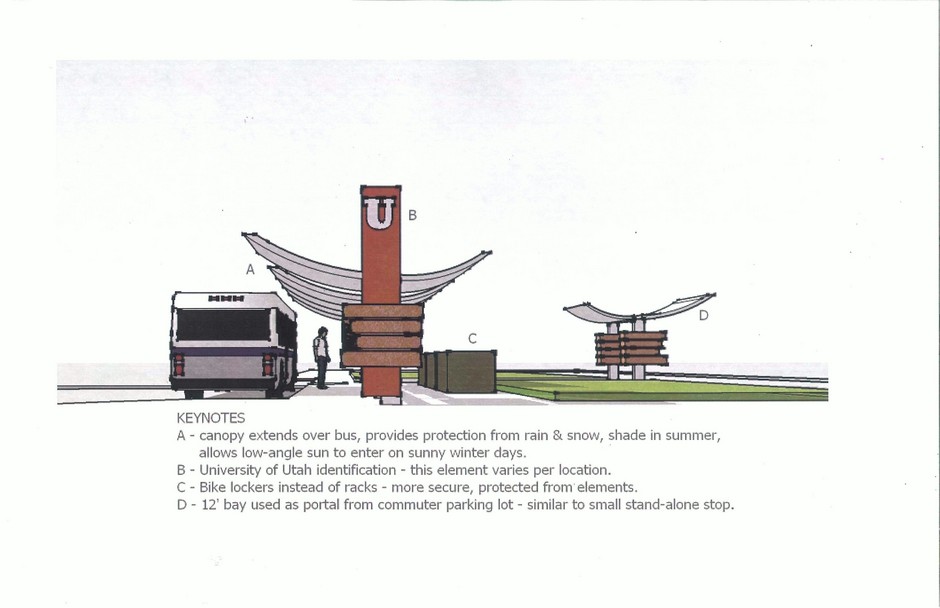 U
B
A
D
C
KEYNOTES
A - canopy extends over bus, provides protection from rain & snow, shade in summer,
allows low-angle sun to enter on sunny winter days.
B - University of Utah identification - this element varies per location.
C - Bike lockers instead of racks - more secure, protected from elements.
D - 12' bay used as portal from commuter parking lot - similar to small stand-alone stop.